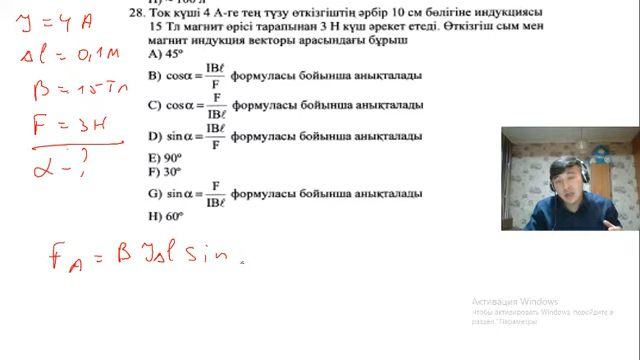 28. Ток күші 4 А-ге тең түзу өткізгіштің әрбір 10 см бөлігіне индукциясы
15 Тл магнит өрісі тарапынан 3 Н күш әрекет етеді. Өткізгіш сым мен
магнит индукция векторы арасындағы бұрыш
A) 45°
B) cosα = IBℓ/F формуласы бойынша анықталады
C) cosα = F/IBℓ формуласы бойынша анықталады
D) sinα = IBℓ/F формуласы бойынша анықталады
E) 90°
F) 30°
G) sinα = F/IBℓ формуласы бойынша анықталады
H) 60°
I = 4 А
Δl = 0,1м
B = 15 Тл
F = 3Н
α - ?
F_A = B IΔl sin
Активация Windows
Чтобы активировать Windows, перейдите в
раздел "Параметры